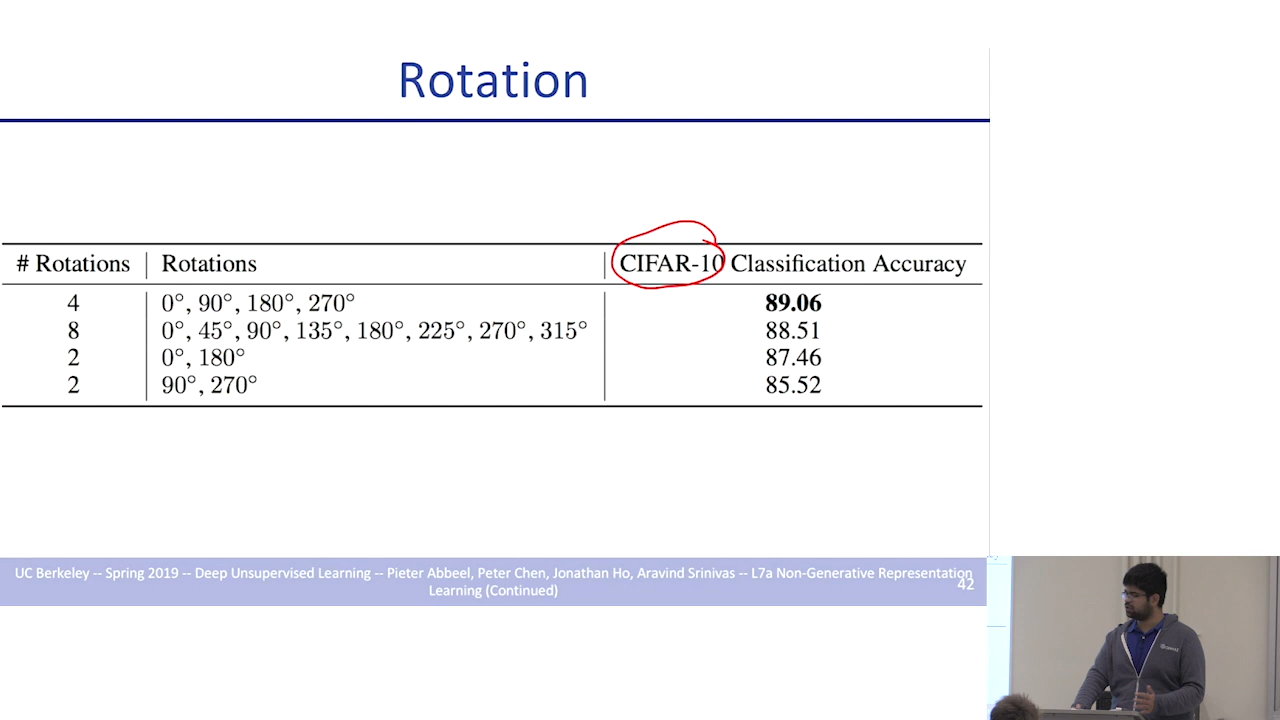 Rotation
# Rotations Rotations CIFAR-10 Classification Accuracy
4 0°, 90°, 180°, 270° 89.06
8 0°, 45°, 90°, 135°, 180°, 225°, 270°, 315° 88.51
2 0°, 180° 87.46
2 90°, 270° 85.52
UC Berkeley -- Spring 2019 -- Deep Unsupervised Learning -- Pieter Abbeel, Peter Chen, Jonathan Ho, Aravind Srinivas -- L7a Non-Generative Representation
Learning (Continued)
42